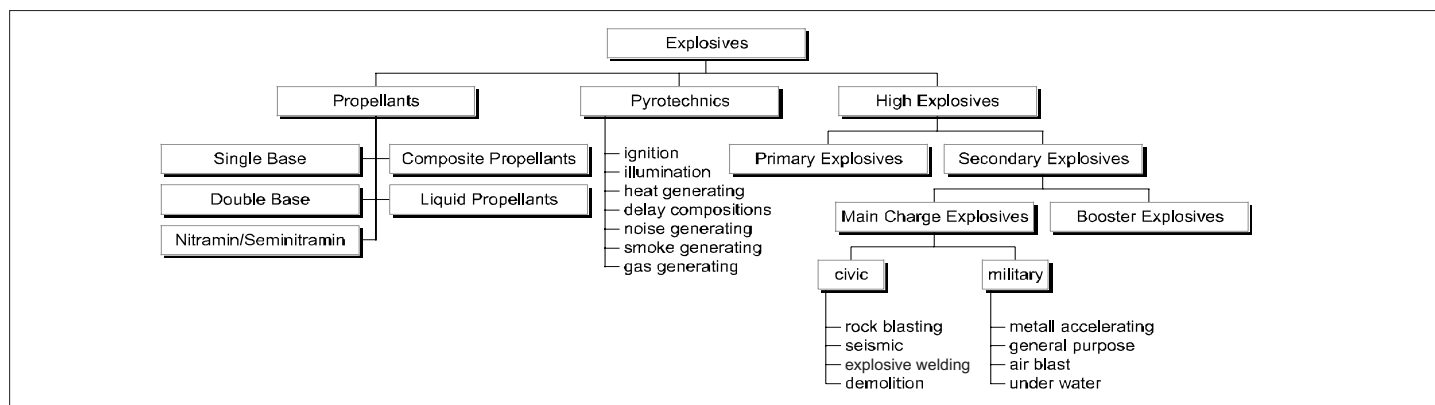 Explosives
Propellants
Pyrotechnics
High Explosives
Single Base
Composite Propellants
Double Base
Liquid Propellants
Nitramin/Seminitramin
ignition
illumination
heat generating
delay compositions
noise generating
smoke generating
gas generating
Primary Explosives
Secondary Explosives
Main Charge Explosives
Booster Explosives
civic
military
rock blasting
seismic
explosive welding
demolition
metall accelerating
general purpose
air blast
under water